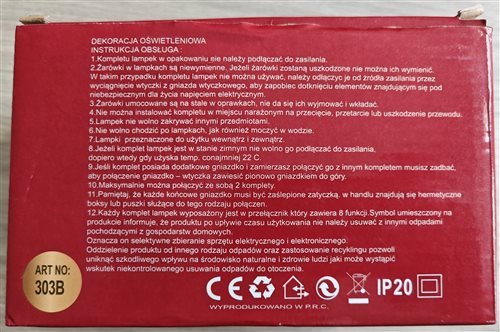 DEKORACJA OŚWIETLENIOWA
INSTRUKCJA OBSŁUGA :
1.Kompletu lampek w opakowaniu nie należy podłączać do zasilania.
2.Żarówki w lampkach są niewymienne. Jeżeli żarówki zostaną uszkodzone nie można ich wymienić.
W takim przypadku kompletu lampek nie można używać, należy odłączyc je od źródła zasilania przez
wyciągnięcie wtyczki z gniazda wtyczkowego, aby zapobiec dotknięciu elementów znajdującym się pod
niebezpiecznym dla życia napięciem elektrycznym.
3.Żarówki umocowane są na stałe w oprawkach, nie da się ich wyjmować i wkładać.
4.Nie można instalować kompletu w miejscu narażonym na przecięcie, przetarcie lub uszkodzenie przewodu.
5.Lampek nie wolno zakrywać innymi przedmiotami.
6.Nie wolno chodzić po lampkach, jak również moczyć w wodzie.
7.Lampki przeznaczone do użytku wewnątrz i zewnątrz.
8.Jeżeli komplet lampek jest w stanie zimnym nie wolno go podłączać do zasilania,
dopiero wtedy gdy użyska temp. conajmniej 22 C.
9.Jeśli komplet posiada dodatkowe gniazdko i zamierzasz połączyć go z innym kompletem musisz zadbać,
aby połączenie gniazdko – wtyczka zawiesić pionowo gniazdkiem do góry.
10.Maksymalnie można połączyć ze sobą 2 komplety.
11.Pamiętaj, że każde końcowe gniazdko musi być zaślepione zatyczką. w handlu znajdują się hermetyczne
boksy lub puszki służące do tego rodzaju połączeń.
12.Każdy komplet lampek wyposażony jest w przełącznik który zawiera 8 funkcji.Symbol umieszczony na
produkcie informuje, że produktu po upływie czasu użytkowania nie należy usuwać z innymi odpadami
pochodzącymi z gospodarstw domowych.
Oznacza on selektywne zbieranie sprzętu elektrycznego i elektronicznego.
Oddzielenie produktu od innego rodzaju odpadów oraz zastosowanie recyklingu pozwoli
uniknąć szkodliwego wpływu na środowisko naturalne i zdrowie ludzi jaki może wystąpić
wskutek niekontrolowanego usuwania odpadów do otoczenia.
ART NO:
303B
CE IP20
WYPRODUKOWANO W P.R.C.